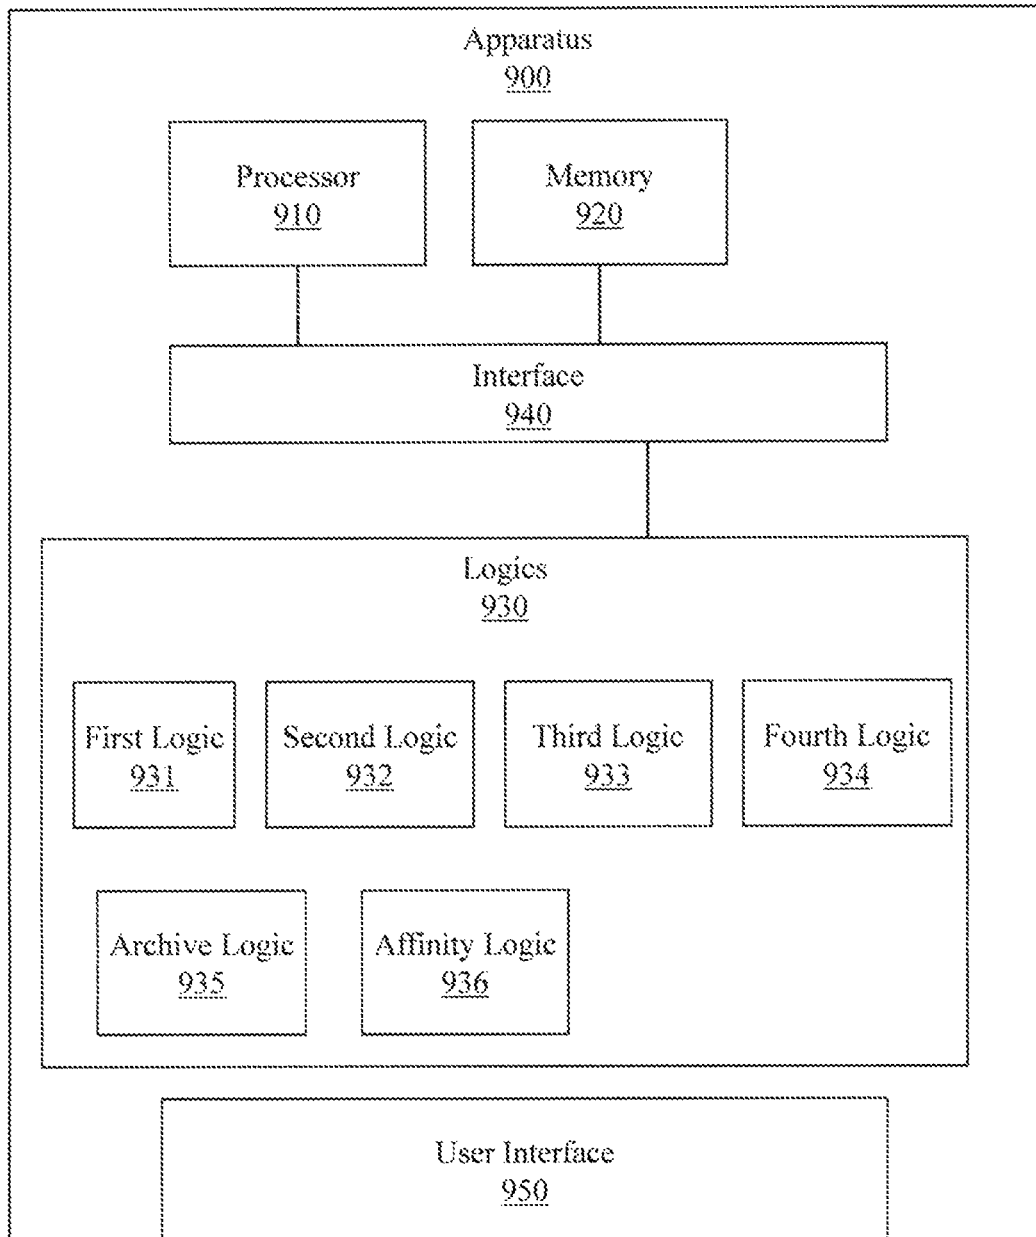 Apparatus
900
Processor
910
Memory
920
Interface
940
Logics
930
First Logic
931
Second Logic
932
Third Logic
933
Fourth Logic
934
Archive Logic
935
Affinity Logic
936
User Interface
950